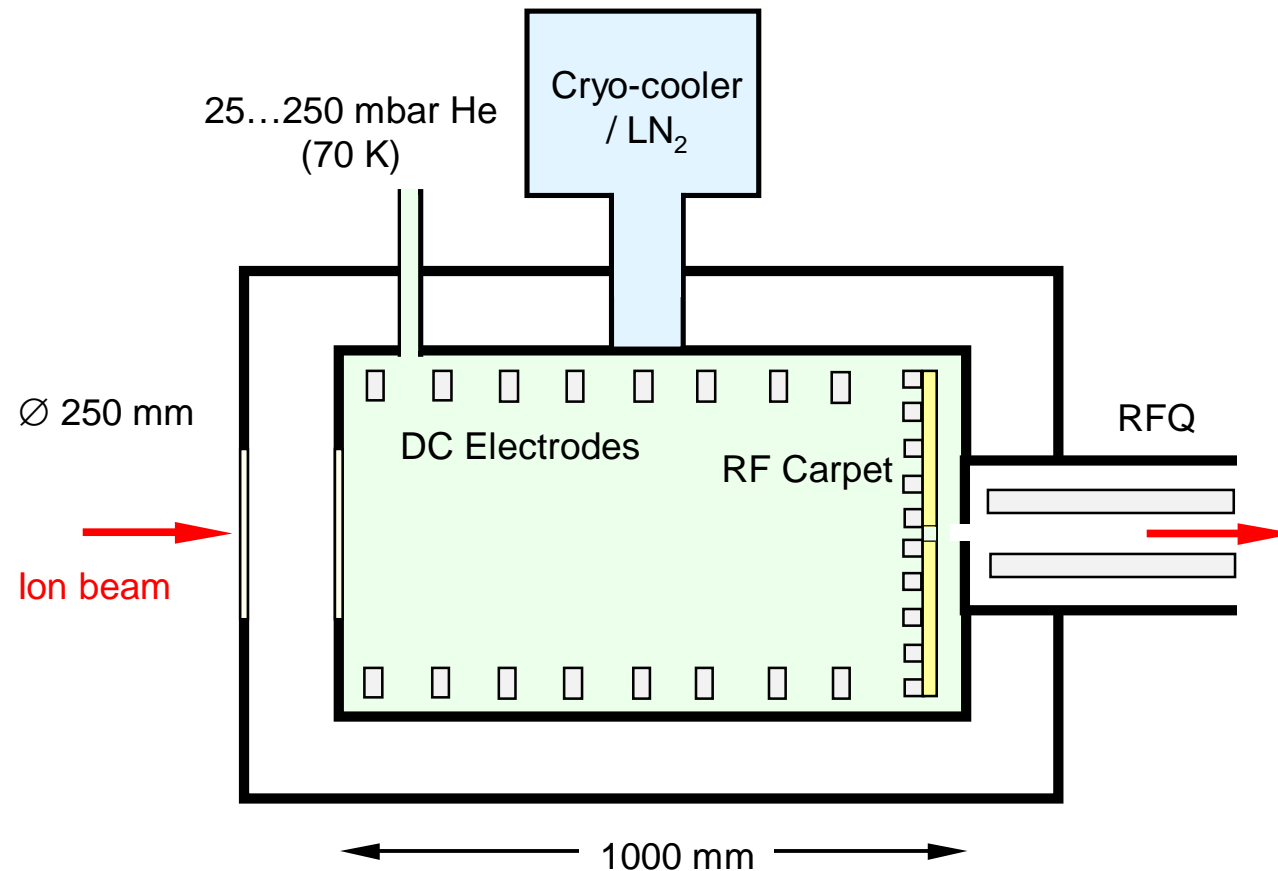 Cryo-cooler
/ LN₂
25…250 mbar He
(70 K)
∅ 250 mm
RFQ
DC Electrodes
RF Carpet
Ion beam
1000 mm